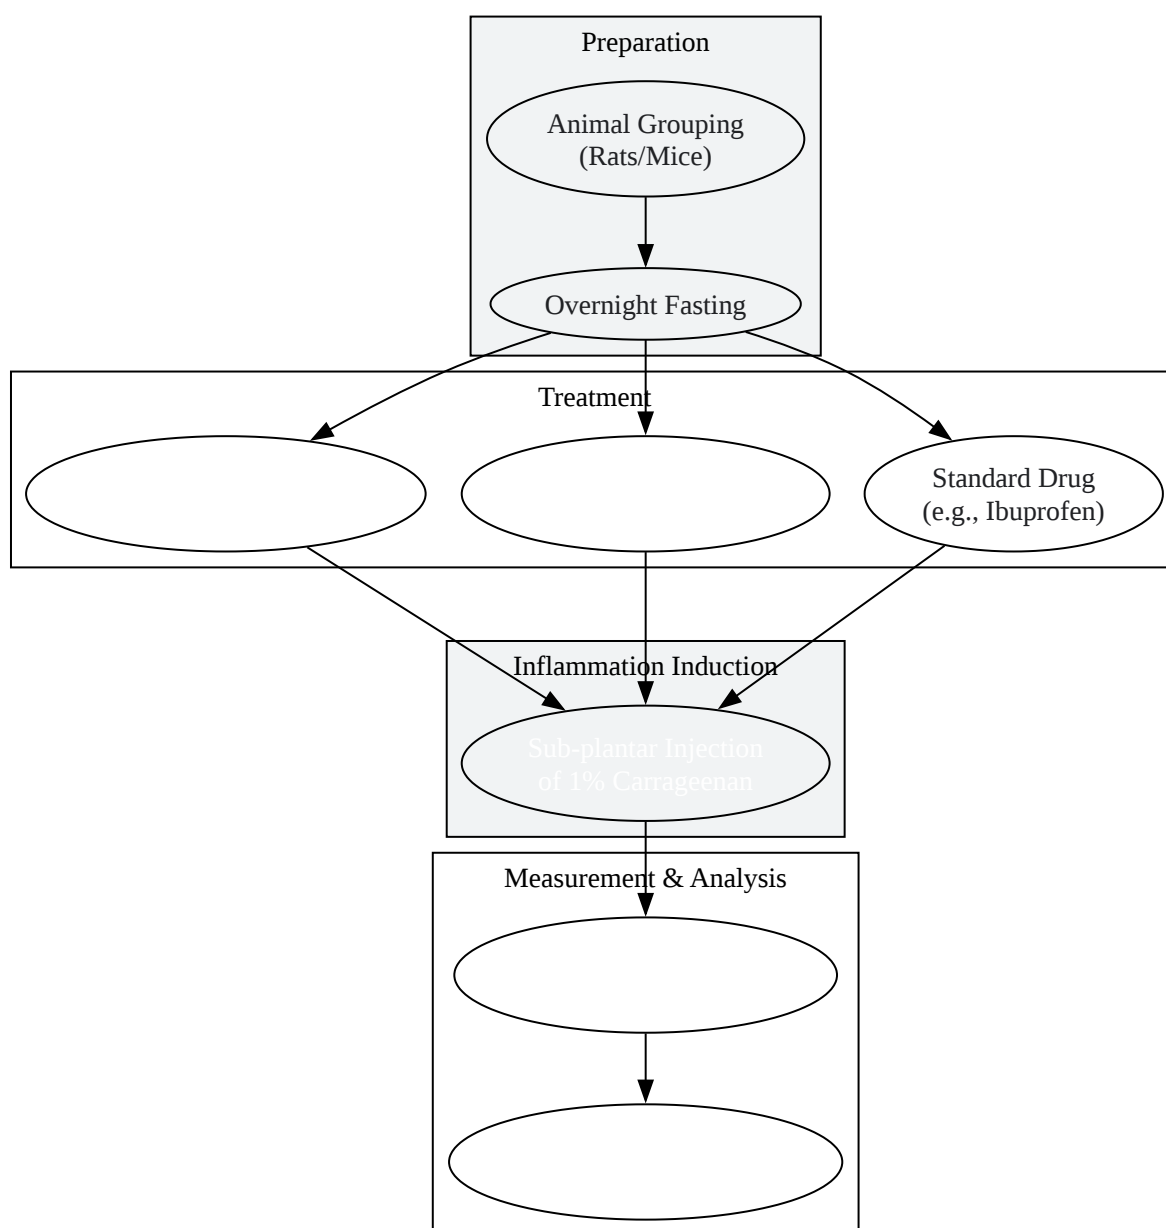 Preparation
Animal Grouping
(Rats/Mice)
Overnight Fasting
Treatment
Standard Drug
(e.g., Ibuprofen)
Inflammation Induction
Sub-plantar Injection
of 1% Carrageenan
Measurement & Analysis